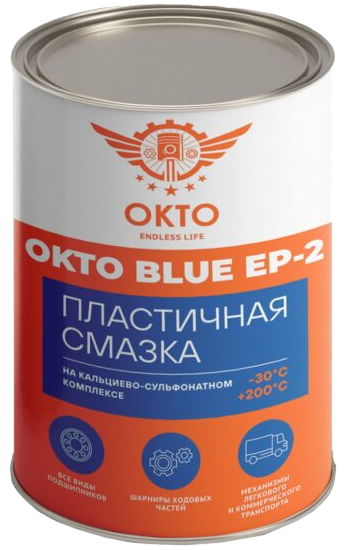 OKTO
ENDLESS LIFE
OKTO BLUE EP-2
ПЛАСТИЧНАЯ
СМАЗКА
НА КАЛЬЦИЕВО-СУЛЬФОНАТНОМ
КОМПЛЕКСЕ
-30°C
+200°C
ВСЕ ВИДЫ
ПОДШИПНИКОВ
ШАРНИРЫ ХОДОВЫХ
ЧАСТЕЙ
МЕХАНИЗМЫ
ЛЕГКОВОГО
И КОММЕРЧЕСКОГО
ТРАНСПОРТА